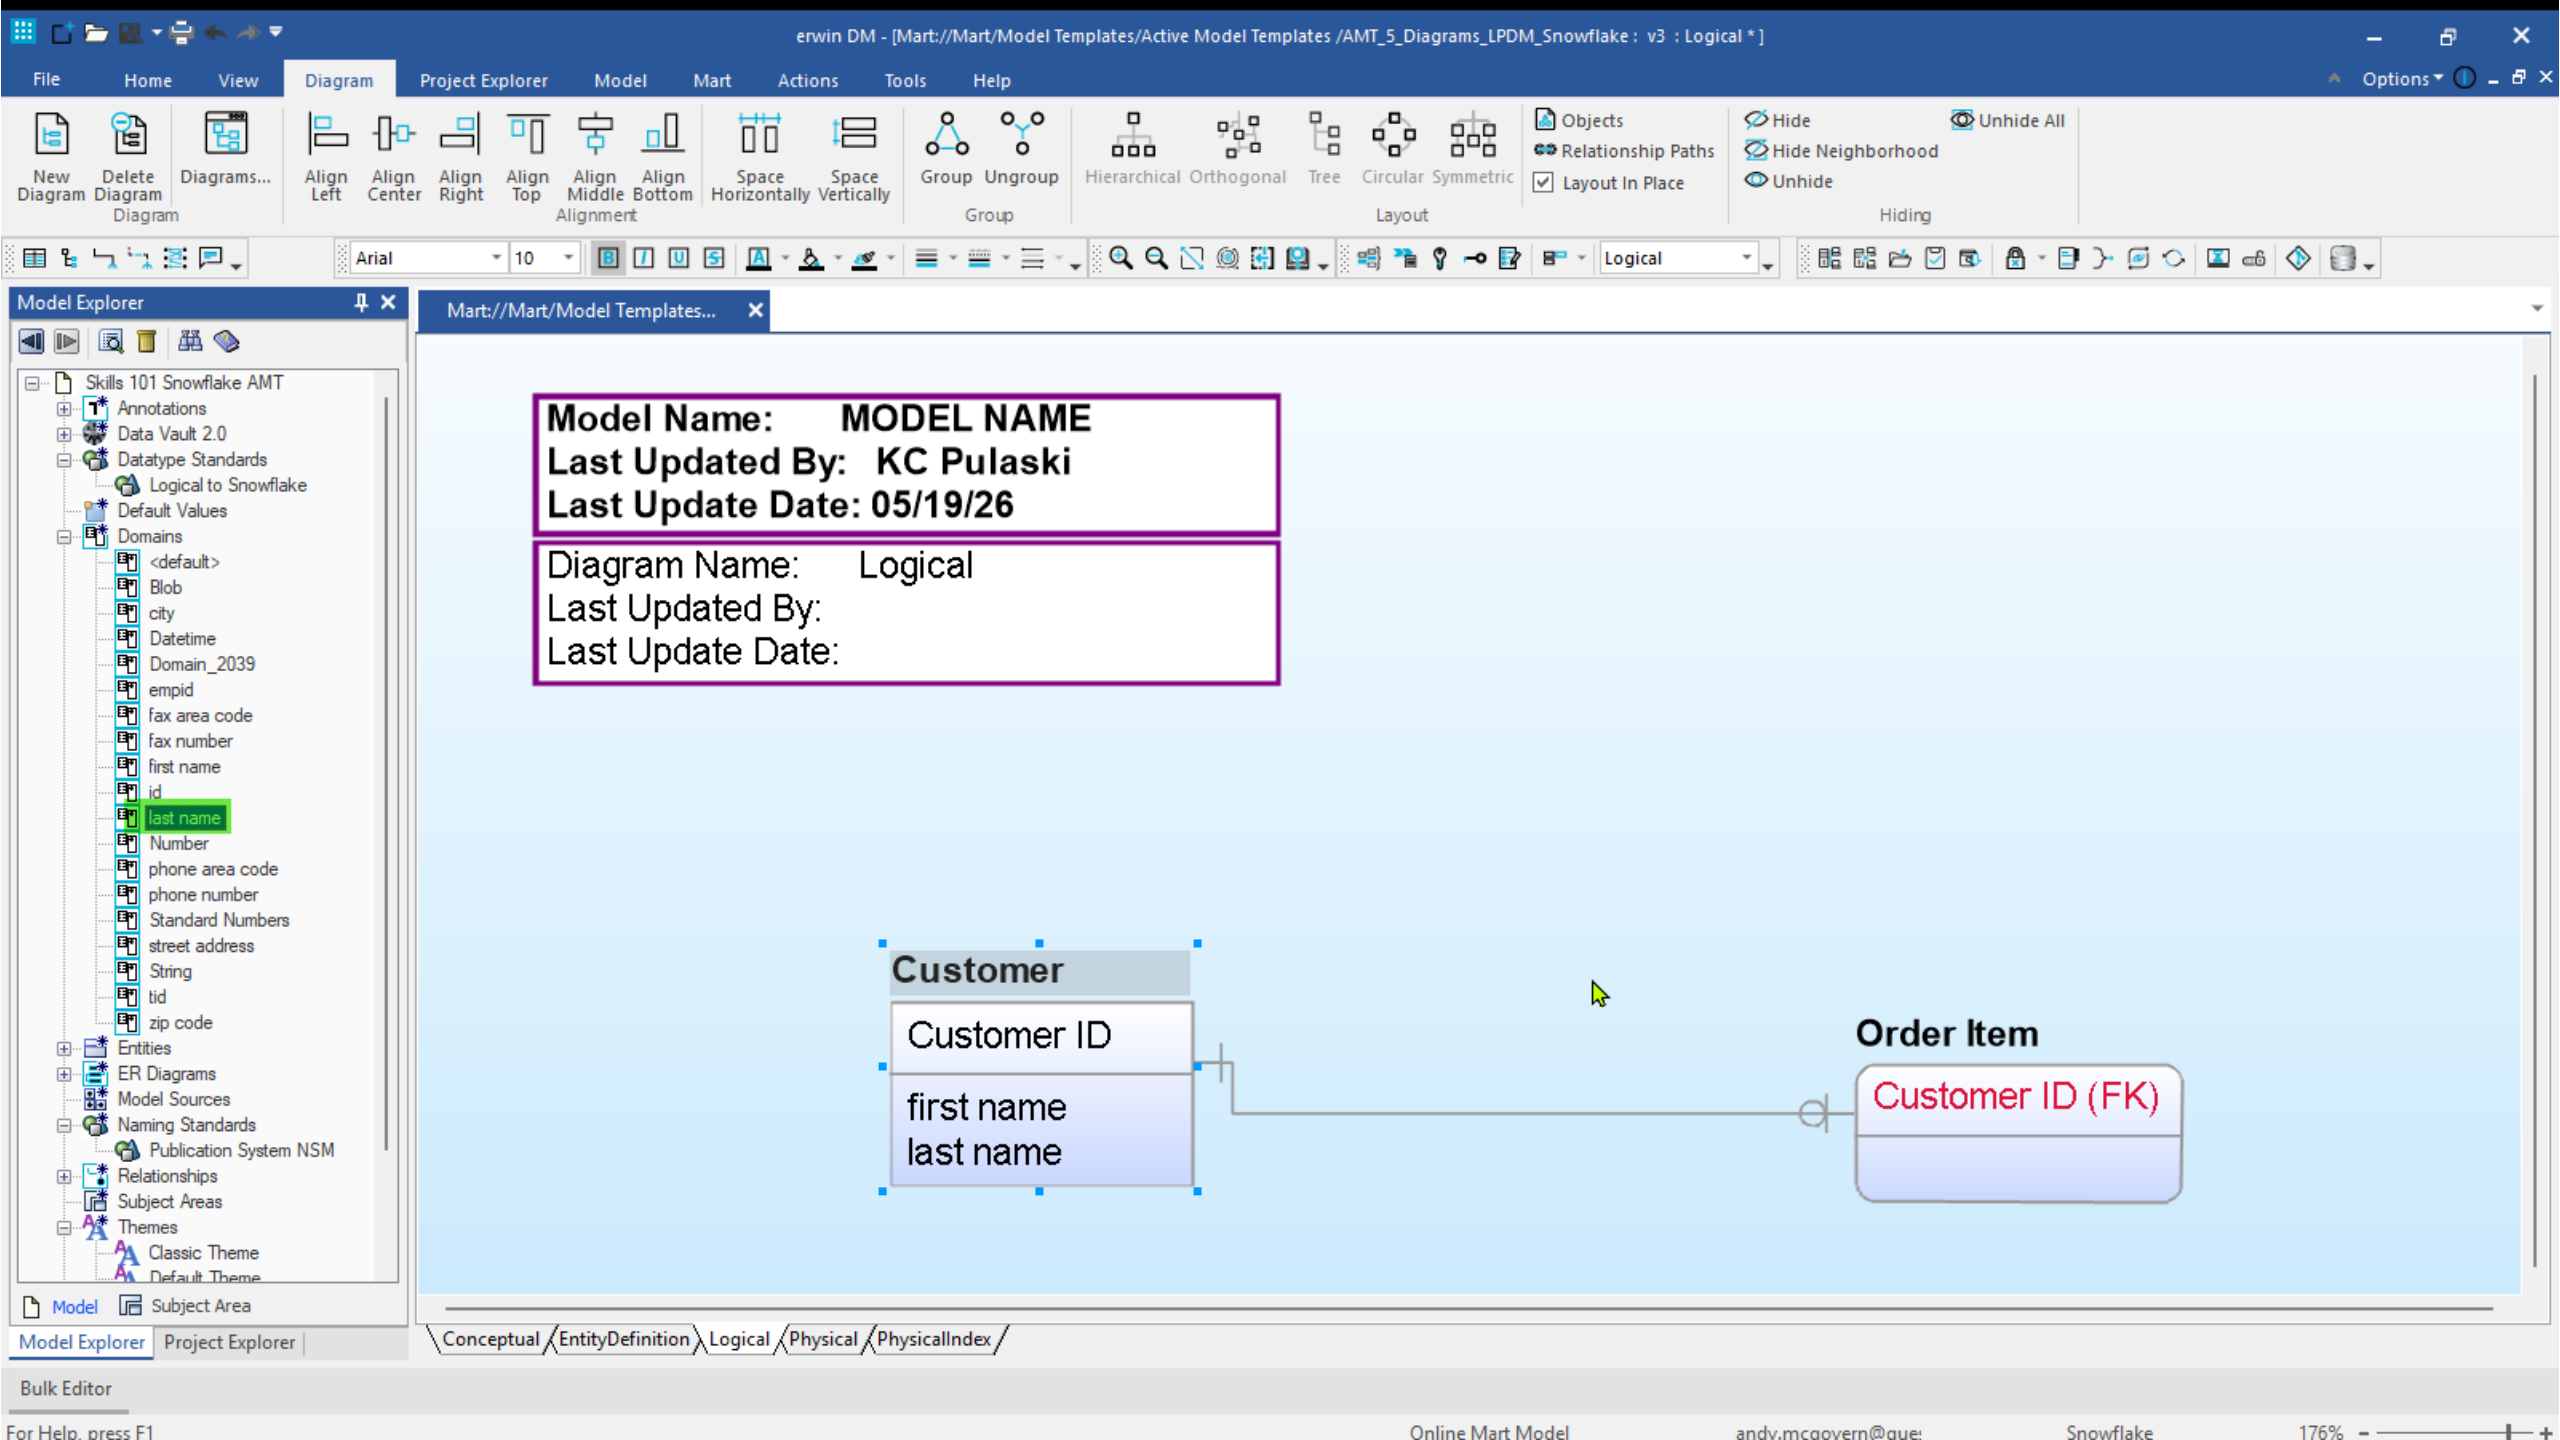 erwin DM - [Mart://Mart/Model Templates/Active Model Templates /AMT_5_Diagrams_LPDM_Snowflake : v3 : Logical * ]
File Home View Diagram Project Explorer Model Mart Actions Tools Help Options
New Diagram
Delete Diagram
Diagrams...
Diagram
Align Left
Align Center
Align Right
Align Top
Align Middle
Align Bottom
Space Horizontally
Space Vertically
Alignment
Group
Ungroup
Group
Hierarchical
Orthogonal
Tree
Circular
Symmetric
Objects
Relationship Paths
Layout In Place
Layout
Hide
Hide Neighborhood
Unhide
Unhide All
Hiding
Arial 10 B I U S A Logical
Model Explorer
Mart://Mart/Model Templates...
Skills 101 Snowflake AMT
Annotations
Data Vault 2.0
Datatype Standards
Logical to Snowflake
Default Values
Domains
<default>
Blob
city
Datetime
Domain_2039
empid
fax area code
fax number
first name
id
last name
Number
phone area code
phone number
Standard Numbers
street address
String
tid
zip code
Entities
ER Diagrams
Model Sources
Naming Standards
Publication System NSM
Relationships
Subject Areas
Themes
Classic Theme
Default Theme
Model Subject Area
Model Explorer Project Explorer
Model Name: MODEL NAME
Last Updated By: KC Pulaski
Last Update Date: 05/19/26
Diagram Name: Logical
Last Updated By:
Last Update Date:
Customer
Customer ID
first name
last name
Order Item
Customer ID (FK)
Conceptual EntityDefinition Logical Physical PhysicalIndex
Bulk Editor
For Help, press F1
Online Mart Model
andy.mcgovern@que
Snowflake
176%